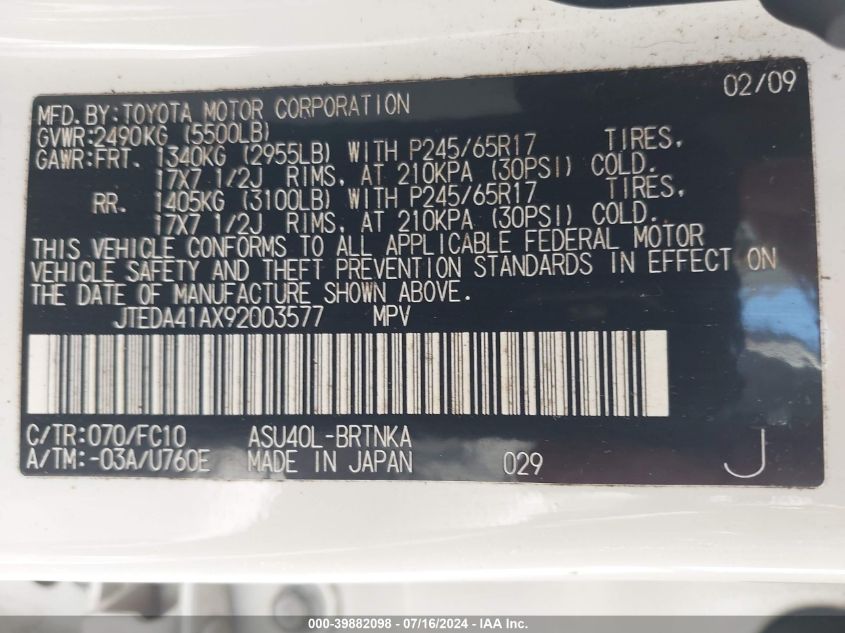 02/09
MFD. BY: TOYOTA MOTOR CORPORATION
GVWR: 2490KG (5500LB)
GAWR: FRT. 1340KG (2955LB) WITH P245/65R17 TIRES,
17X7 1/2J RIMS, AT 210KPA (30PSI) COLD.
RR. 1405KG (3100LB) WITH P245/65R17 TIRES,
17X7 1/2J RIMS, AT 210KPA (30PSI) COLD.
THIS VEHICLE CONFORMS TO ALL APPLICABLE FEDERAL MOTOR
VEHICLE SAFETY AND THEFT PREVENTION STANDARDS IN EFFECT ON
THE DATE OF MANUFACTURE SHOWN ABOVE.
JTEDA41AX92003577 MPV
C/TR: 070/FC10 ASU40L-BRTNKA
A/TM: -03A/U760E MADE IN JAPAN 029 J
000-39882098 - 07/16/2024 - IAA Inc.